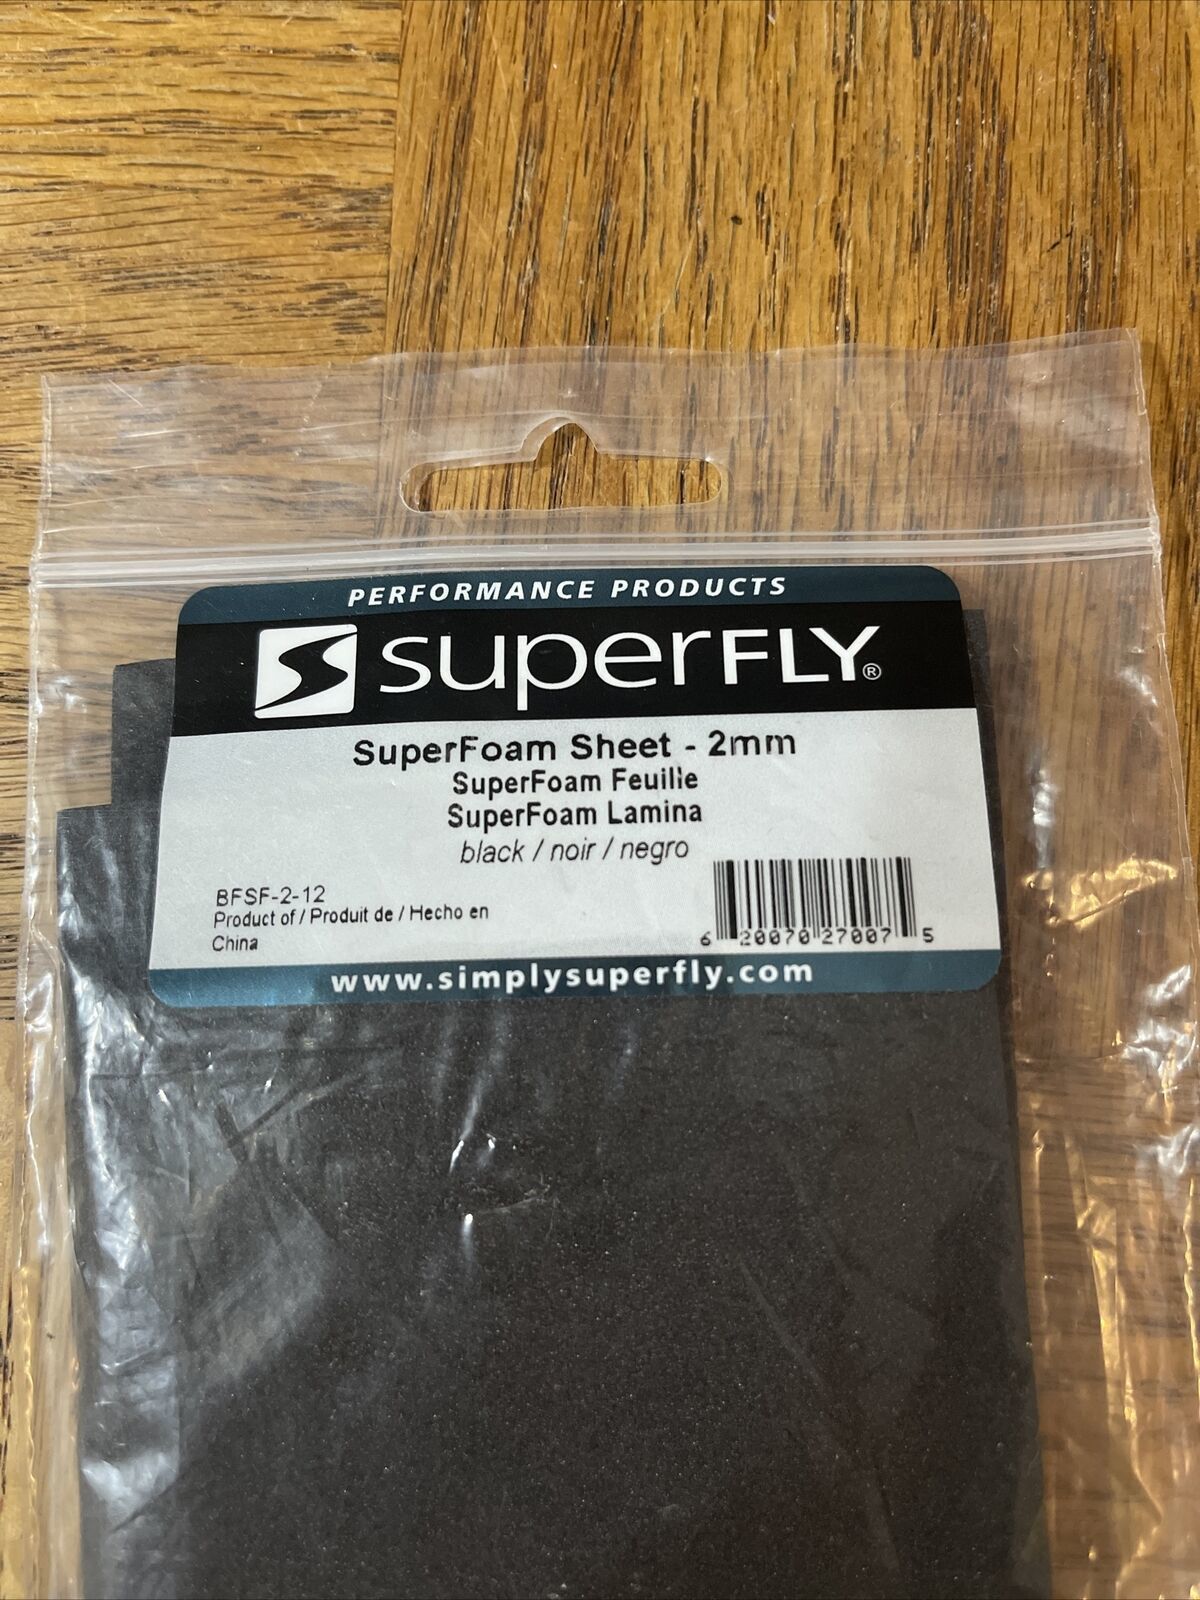 PERFORMANCE PRODUCTS
superFLY®
SuperFoam Sheet - 2mm
SuperFoam Feuille
SuperFoam Lamina
black / noir / negro
BFSF-2-12
Product of / Produit de / Hecho en
China
6 20070 27007 5
www.simplysuperfly.com